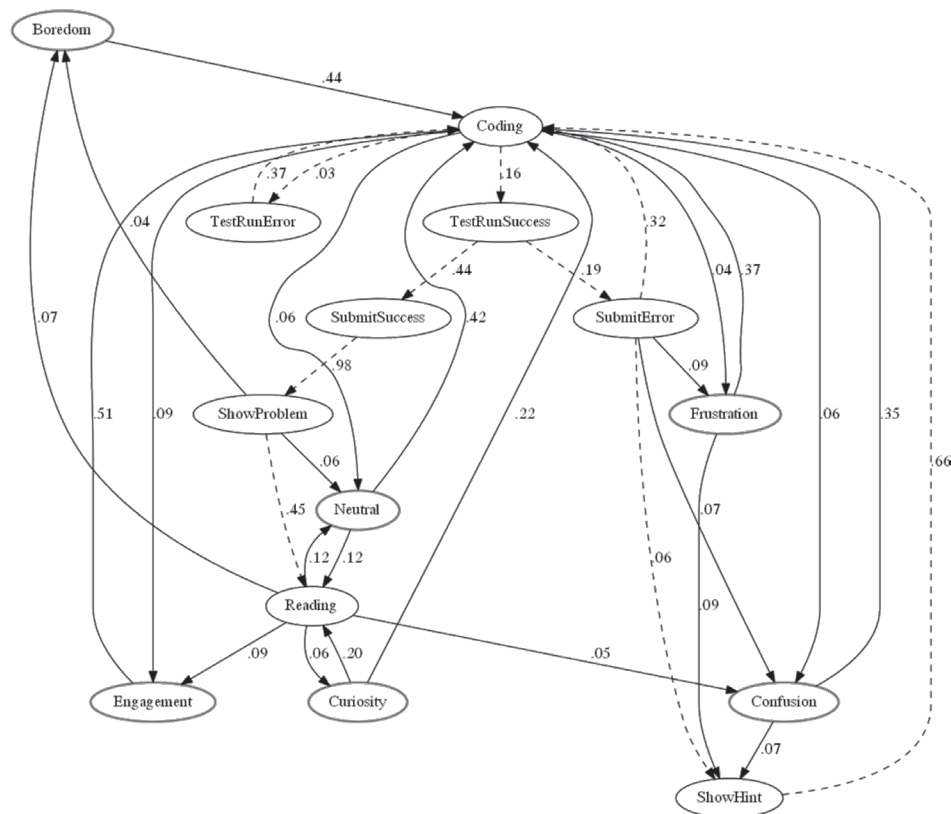 Boredom
.44
Coding
.37
.03
.16
TestRunError
TestRunSuccess
.04
.44
.19
.32
.04
.37
.07
.06
SubmitSuccess
.42
SubmitError
.98
.09
.51
.09
ShowProblem
.22
Frustration
.06
.35
.06
.66
.45
Neutral
.07
.12
.12
.06
Reading
.09
.09
.06
.20
.05
Engagement
Curiosity
Confusion
.07
ShowHint